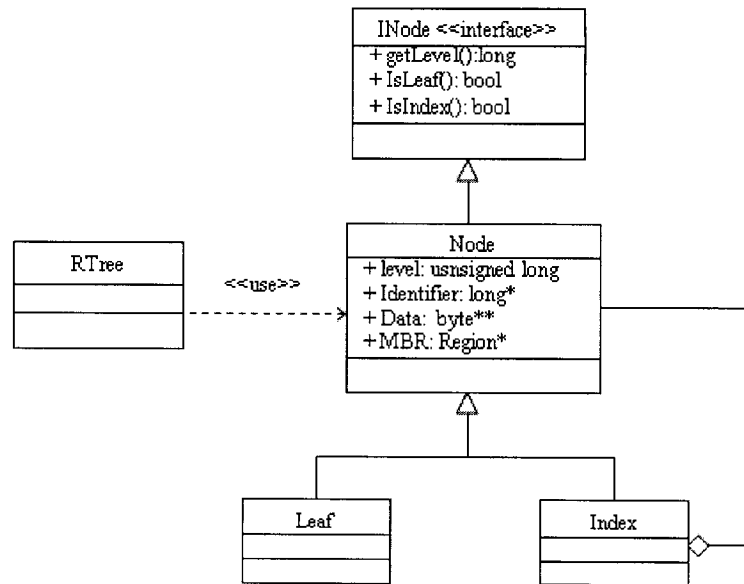 INode <<interface>>
+ getLevel():long
+ IsLeaf(): bool
+ IsIndex(): bool
Node
+ level: usnsigned long
+ Identifier: long*
+ Data: byte**
+ MBR: Region*
RTree
<<use>>
Leaf
Index